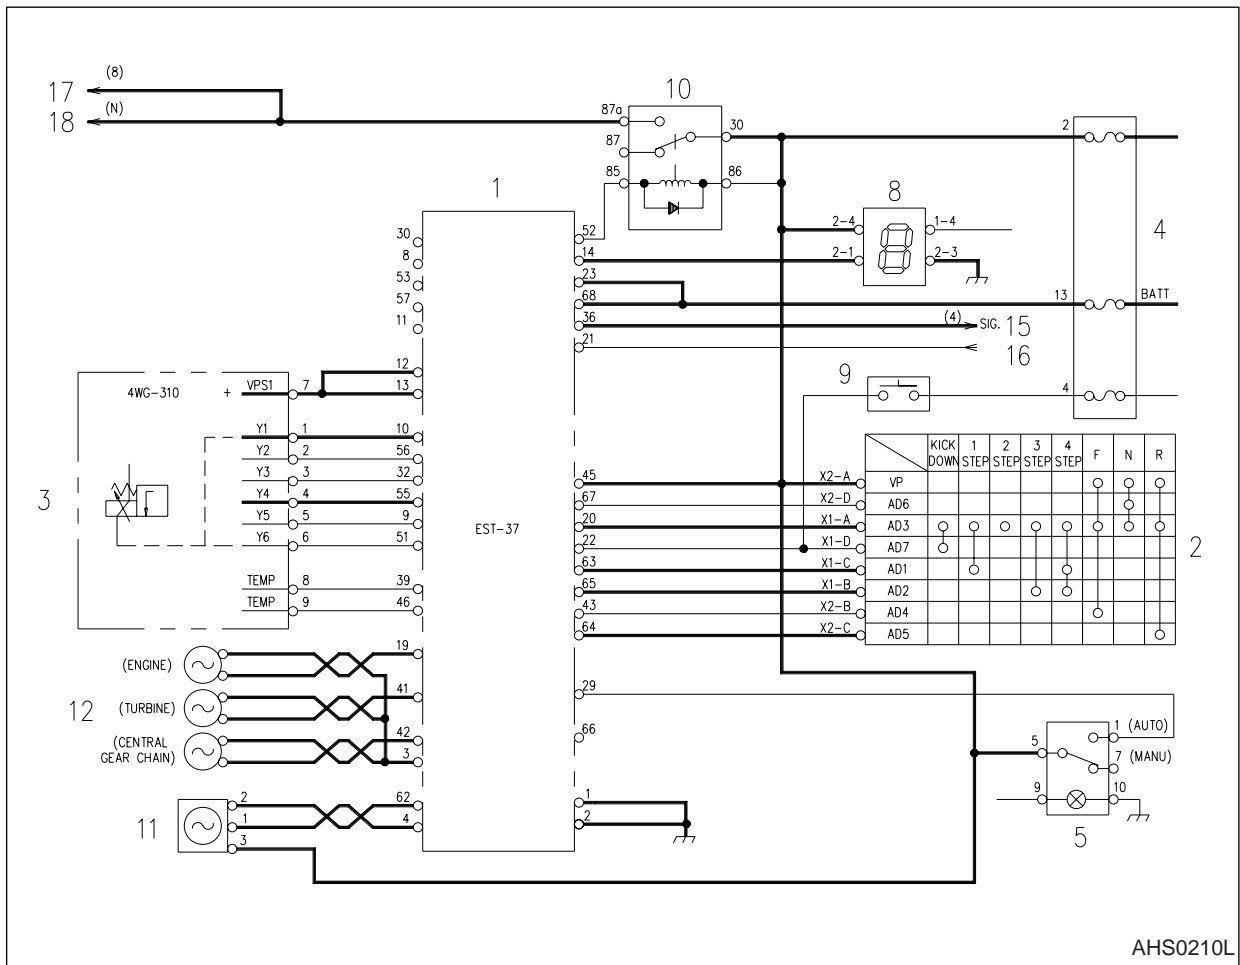 (8)
17
(N)
18
10
87a
30
87
85
86
2
1
8
4
30
8
53
57
11
52
14
23
68
36
21
2-4
1-4
2-1
2-3
13
BATT
(4)
SIG. 15
16
12
13
9
4
4WG-310
+
VPS1
7
Y1
1
10
Y2
2
56
Y3
3
32
Y4
4
55
Y5
5
9
Y6
6
51
3
TEMP
8
39
TEMP
9
46
EST-37
45
X2-A
67
X2-D
20
X1-A
22
X1-D
63
X1-C
65
X1-B
43
X2-B
64
X2-C
KICK DOWN
1 STEP
2 STEP
3 STEP
4 STEP
F
N
R
VP
AD6
AD3
AD7
AD1
AD2
AD4
AD5
2
(ENGINE)
19
12
(TURBINE)
41
(CENTRAL
GEAR CHAIN)
42
3
29
66
1
(AUTO)
5
7
(MANU)
9
10
5
11
2
62
1
4
3
1
2
AHS0210L